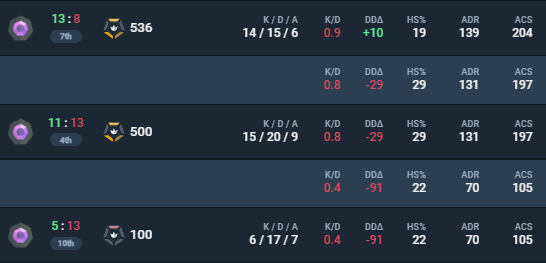 13 : 8 536 K / D / A K/D DDΔ HS% ADR ACS
7th 14 / 15 / 6 0.9 +10 19 139 204
K/D DDΔ HS% ADR ACS
0.8 -29 29 131 197
11 : 13 500 K / D / A K/D DDΔ HS% ADR ACS
4th 15 / 20 / 9 0.8 -29 29 131 197
K/D DDΔ HS% ADR ACS
0.4 -91 22 70 105
5 : 13 100 K / D / A K/D DDΔ HS% ADR ACS
10th 6 / 17 / 7 0.4 -91 22 70 105